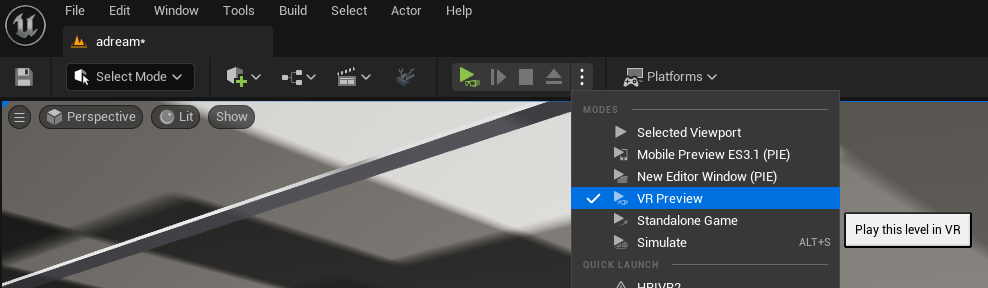 File Edit Window Tools Build Select Actor Help
adream*
Select Mode Platforms
Perspective Lit Show
MODES
Selected Viewport
Mobile Preview ES3.1 (PIE)
New Editor Window (PIE)
VR Preview
Standalone Game
Play this level in VR
Simulate ALT+S
QUICK LAUNCH